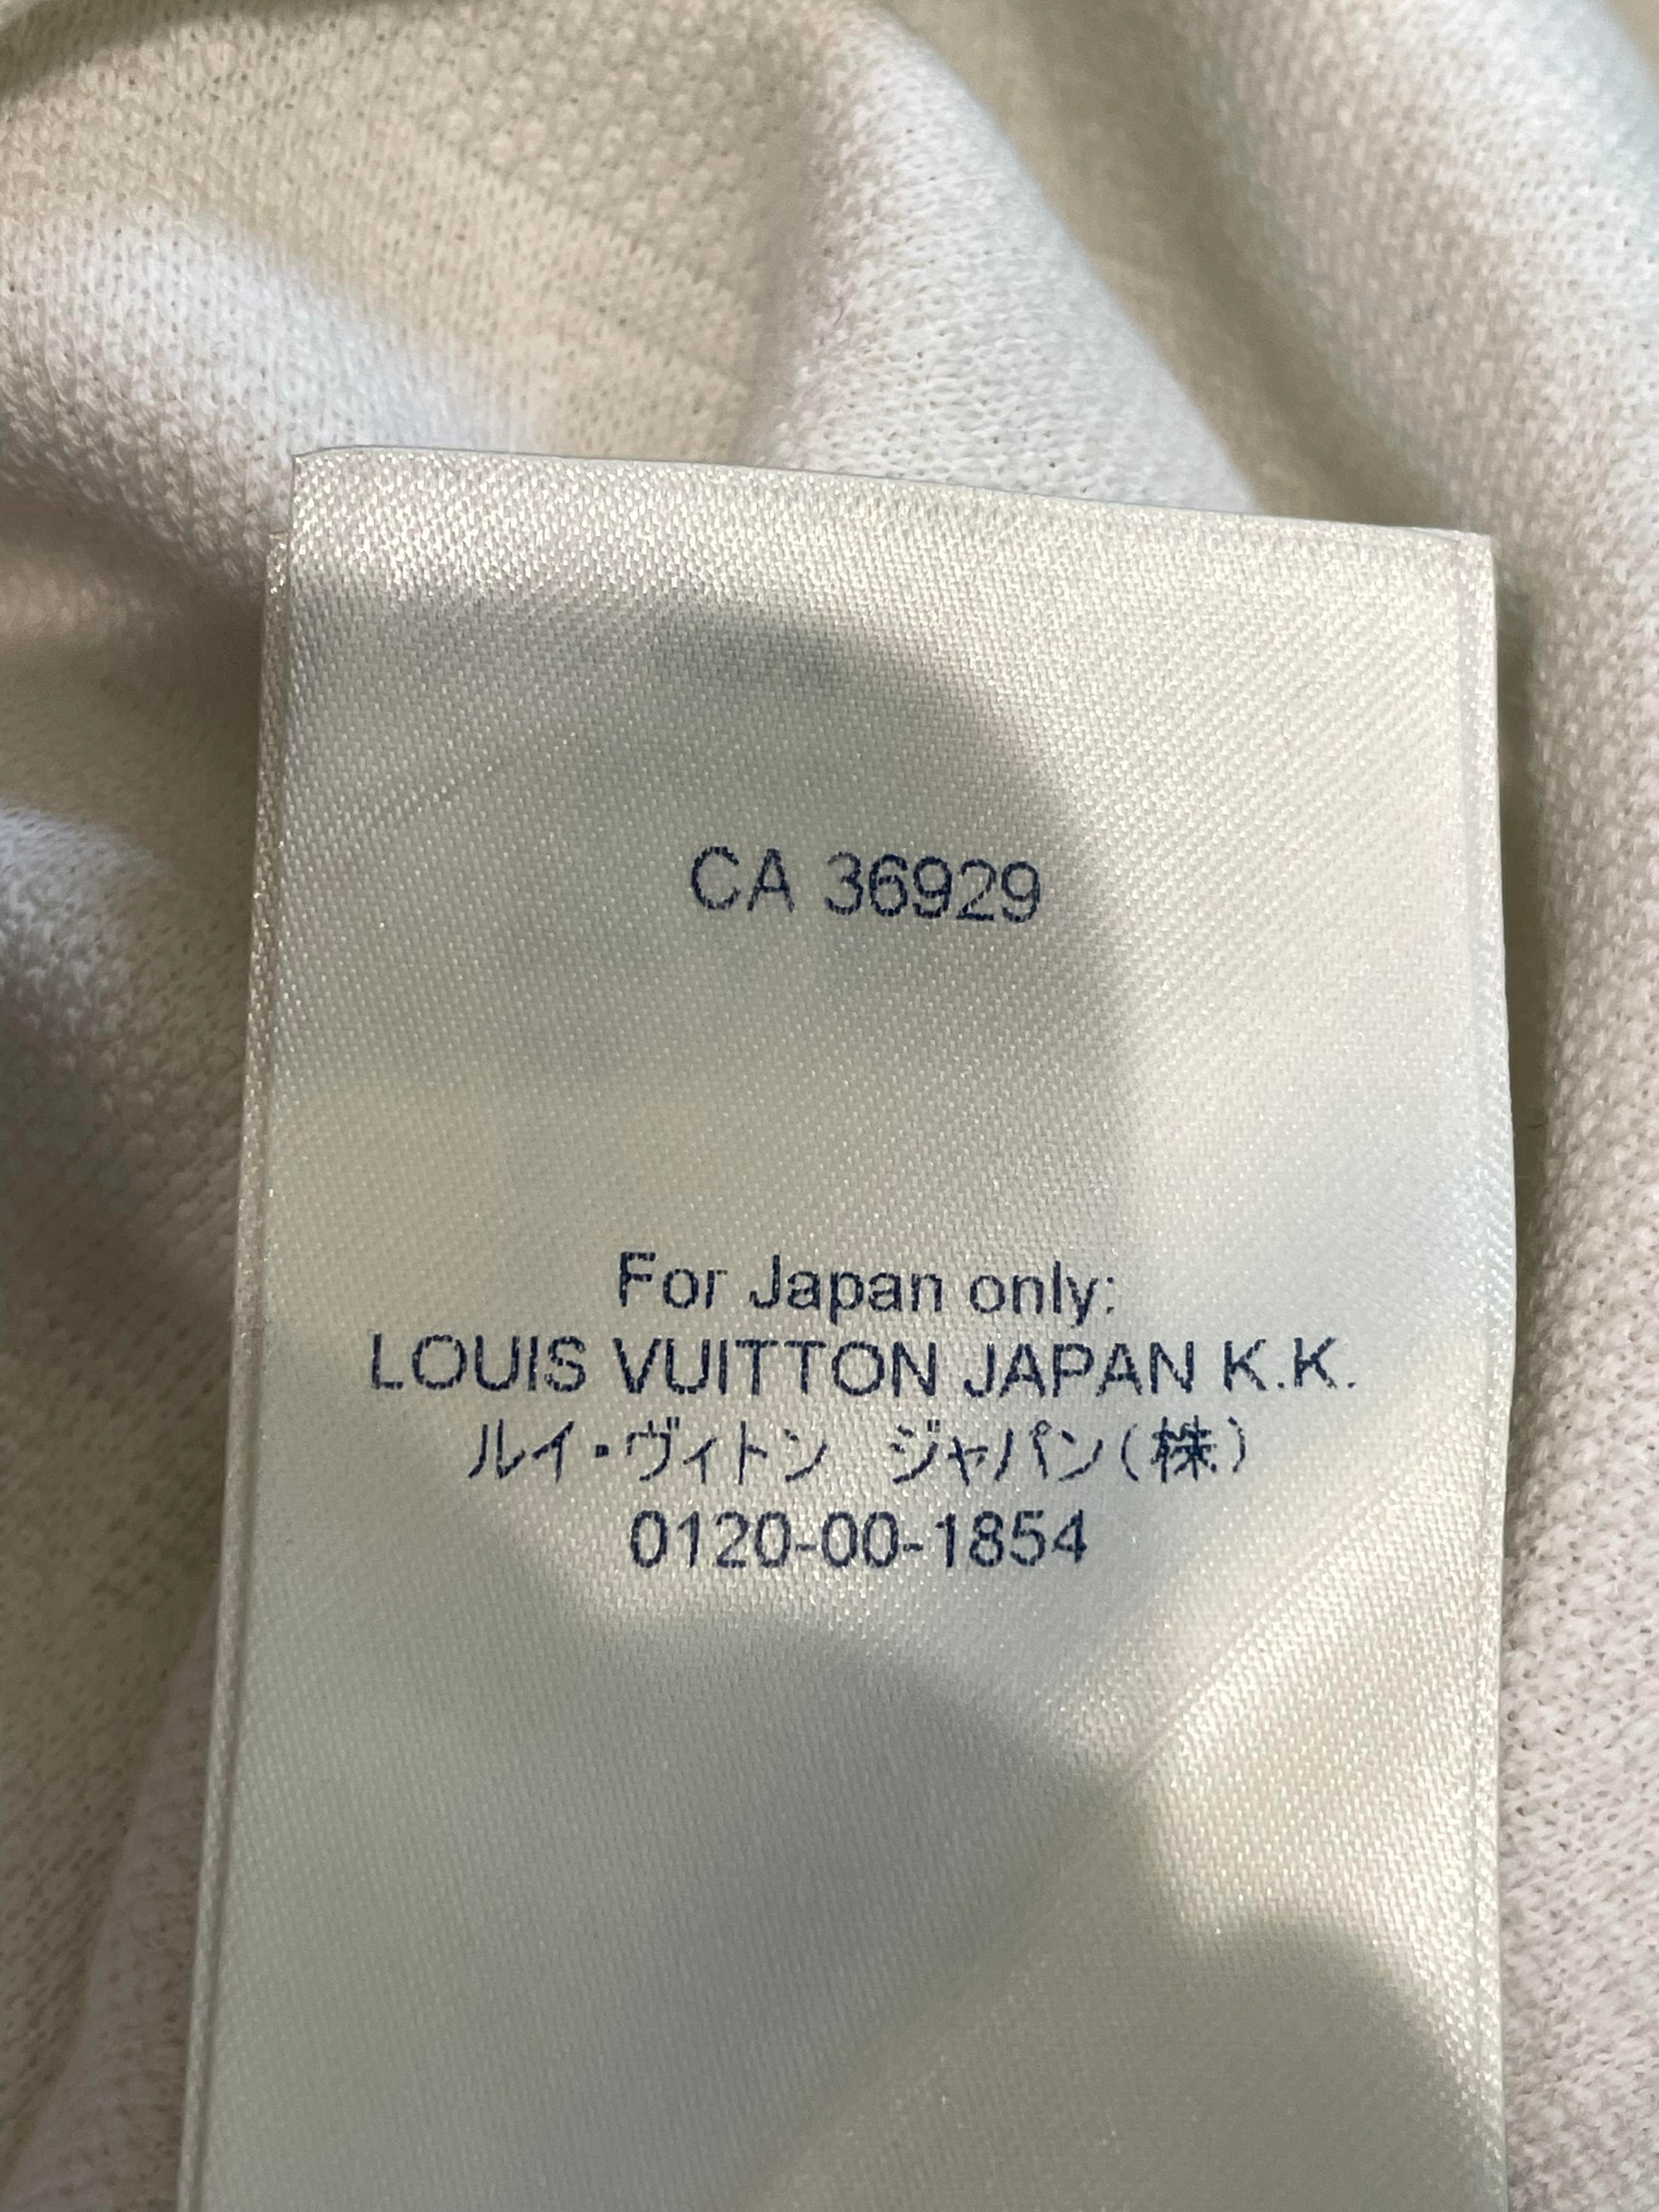 CA 36929
For Japan only:
LOUIS VUITTON JAPAN K.K.
ルイ・ヴィトン　ジャパン(株)
0120-00-1854